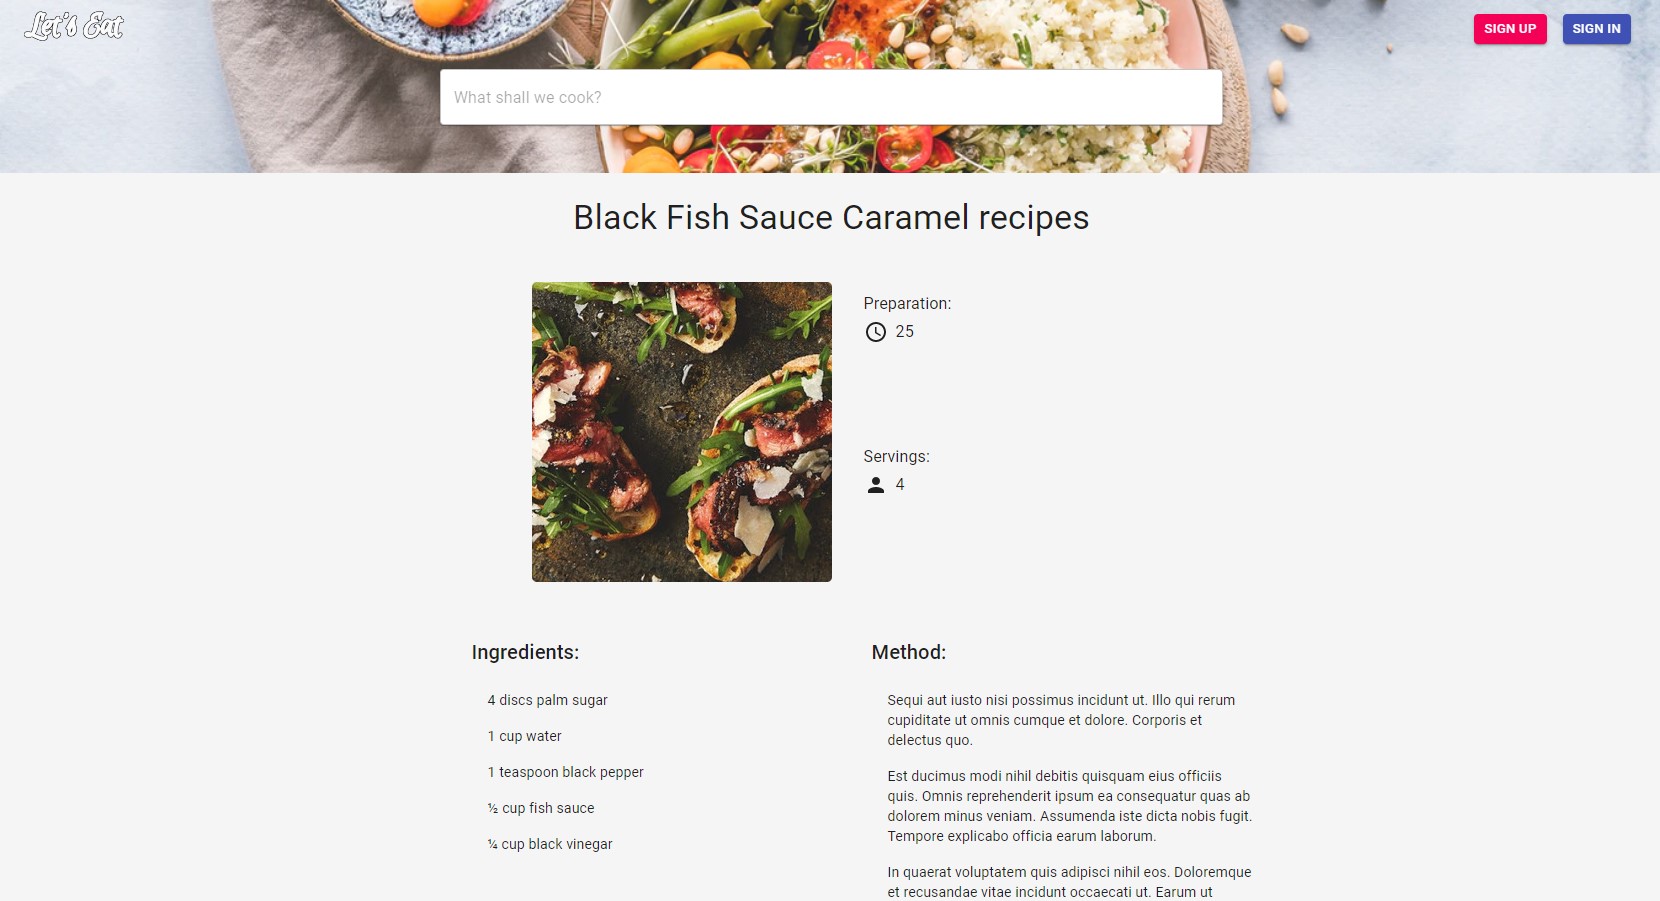 Let's Eat
SIGN UP
SIGN IN
What shall we cook?
Black Fish Sauce Caramel recipes
Preparation:
25
Servings:
4
Ingredients:
4 discs palm sugar
1 cup water
1 teaspoon black pepper
½ cup fish sauce
¼ cup black vinegar
Method:
Sequi aut iusto nisi possimus incidunt ut. Illo qui rerum
cupiditate ut omnis cumque et dolore. Corporis et
delectus quo.
Est ducimus modi nihil debitis quisquam eius officiis
quis. Omnis reprehenderit ipsum ea consequatur quas ab
dolorem minus veniam. Assumenda iste dicta nobis fugit.
Tempore explicabo officia earum laborum.
In quaerat voluptatem quis adipisci nihil eos. Doloremque
et recusandae vitae incidunt occaecati ut. Earum ut